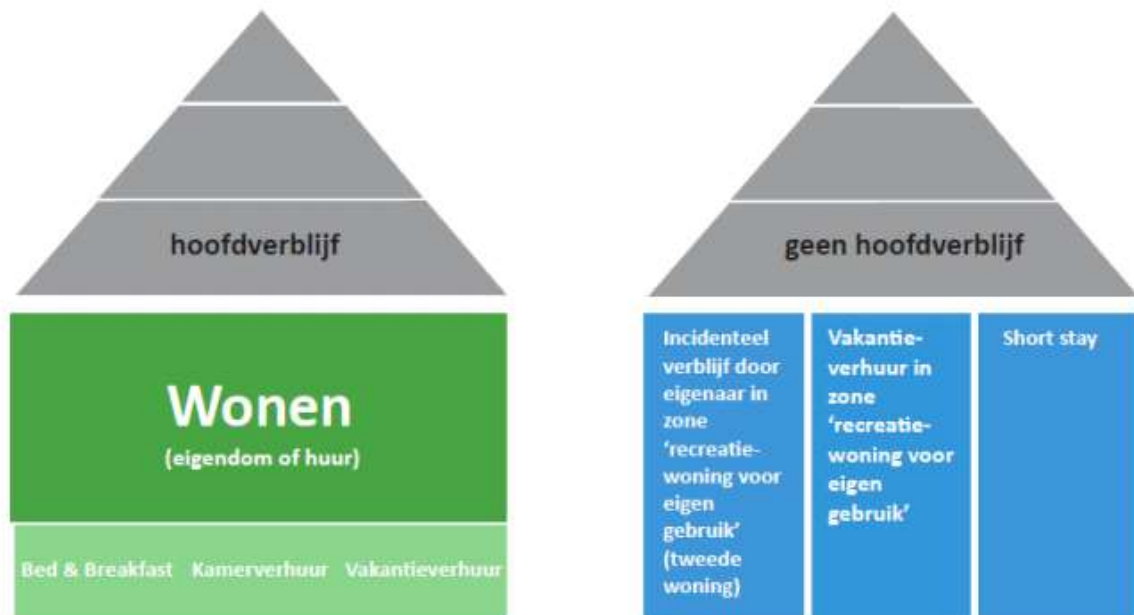 hoofdverblijf
Wonen
(eigendom of huur)
Bed & Breakfast Kamerverhuur Vakantieverhuur
geen hoofdverblijf
Incidenteel
verblijf door
eigenaar in
zone
‘recreatie-
woning voor
eigen
gebruik’
(tweede
woning)
Vakantie-
verhuur in
zone
‘recreatie-
woning voor
eigen
gebruik’
Short stay